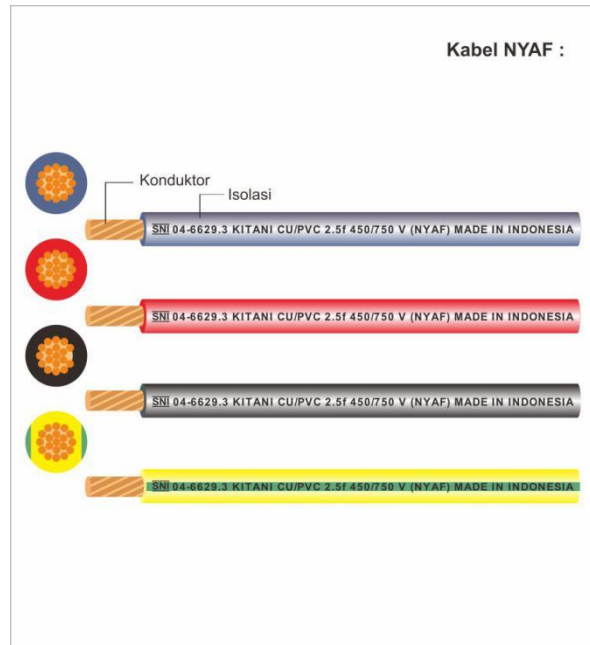 Kabel NYAF :
Konduktor
Isolasi
SNI 04-6629.3 KITANI CU/PVC 2.5f 450/750 V (NYAF) MADE IN INDONESIA
SNI 04-6629.3 KITANI CU/PVC 2.5f 450/750 V (NYAF) MADE IN INDONESIA
SNI 04-6629.3 KITANI CU/PVC 2.5f 450/750 V (NYAF) MADE IN INDONESIA
SNI 04-6629.3 KITANI CU/PVC 2.5f 450/750 V (NYAF) MADE IN INDONESIA